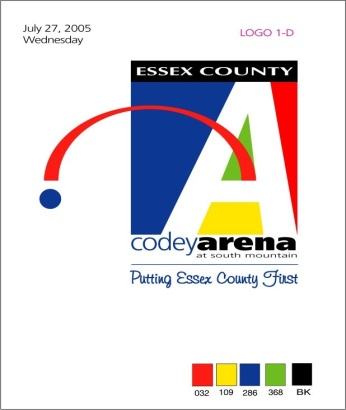 July 27, 2005
Wednesday
LOGO 1-D
ESSEX COUNTY
A
codeyarena
at south mountain
Putting Essex County First
032 109 286 368 BK